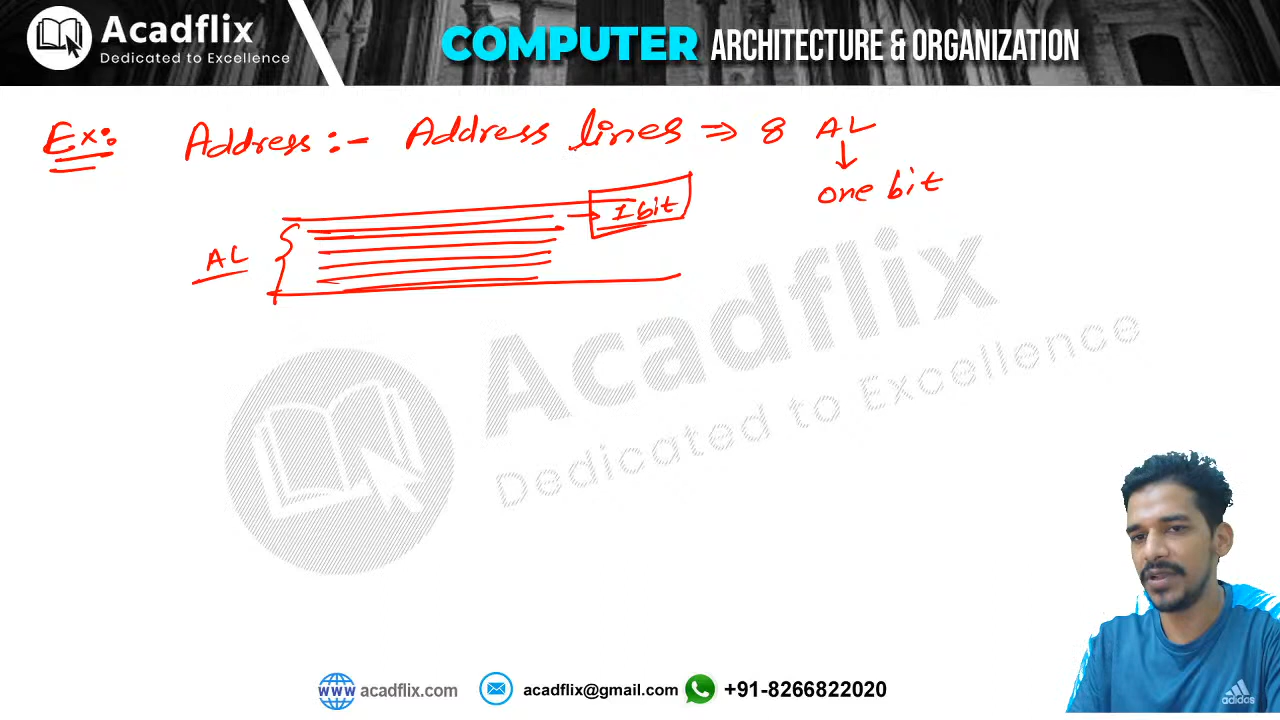 Acadflix
Dedicated to Excellence
COMPUTER ARCHITECTURE & ORGANIZATION
Ex: Address :- Address lines ⇒ 8 AL
↓
one bit
→ 1 bit
AL
Acadflix
Dedicated to Excellence
acadflix.com acadflix@gmail.com +91-8266822020
adidas